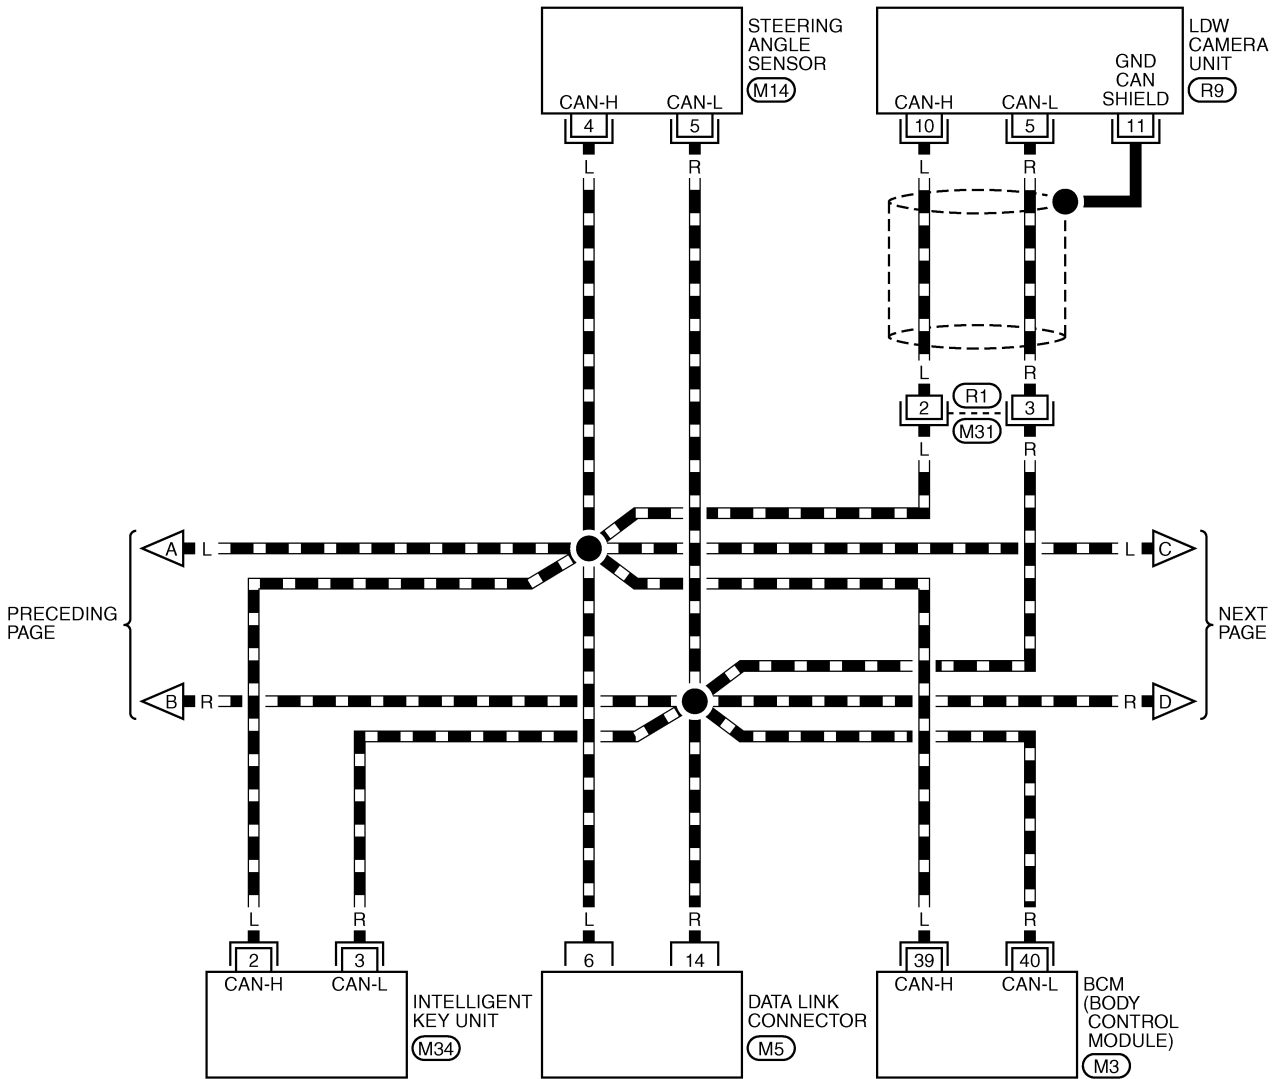 STEERING
ANGLE
SENSOR
M14
CAN-H
CAN-L
4
5
L
R
LDW
CAMERA
UNIT
R9
GND
CAN
SHIELD
CAN-H
CAN-L
10
5
11
L
R
L
R
2
R1
3
M31
L
R
A
L
L
C
PRECEDING
PAGE
NEXT
PAGE
B
R
R
D
L
R
L
R
L
R
2
3
6
14
39
40
CAN-H
CAN-L
INTELLIGENT
KEY UNIT
M34
DATA LINK
CONNECTOR
M5
CAN-H
CAN-L
BCM
(BODY
CONTROL
MODULE)
M3